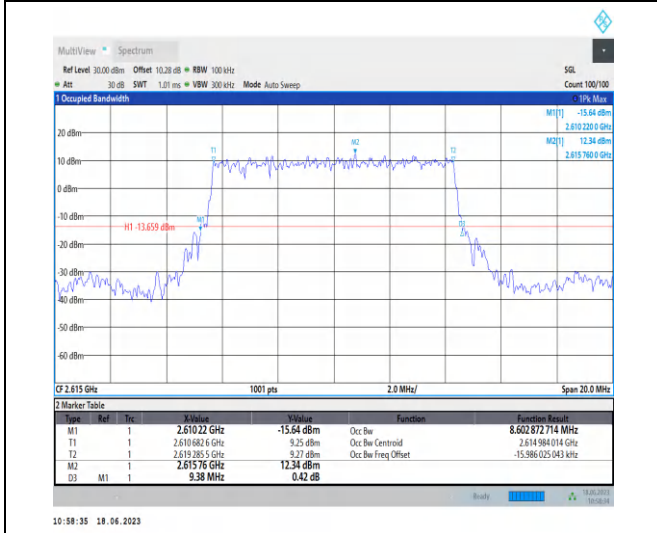 MultiView Spectrum
Ref Level 30.00 dBm Offset 10.28 dB RBW 100 kHz SGL
Att 30 dB SWT 1.01 ms VBW 300 kHz Mode Auto Sweep Count 100/100
1 Occupied Bandwidth 1Pk Max
M1[1] -15.64 dBm
2.610 220 0 GHz
M2[1] 12.34 dBm
2.615 760 0 GHz
20 dBm
M2
T1 T2
10 dBm
0 dBm
-10 dBm
M1 D3
H1 -13.659 dBm
-20 dBm
-30 dBm
-40 dBm
-50 dBm
-60 dBm
CF 2.615 GHz 1001 pts 2.0 MHz/ Span 20.0 MHz
2 Marker Table
Type Ref Trc X-Value Y-Value Function Function Result
M1 1 2.610 22 GHz -15.64 dBm Occ Bw 8.602 872 714 MHz
T1 1 2.610 682 6 GHz 9.25 dBm Occ Bw Centroid 2.614 984 014 GHz
T2 1 2.619 285 5 GHz 9.27 dBm Occ Bw Freq Offset -15.986 025 043 kHz
M2 1 2.615 76 GHz 12.34 dBm
D3 M1 1 9.38 MHz 0.42 dB
Ready 18.06.2023
10:58:34
10:58:35 18.06.2023